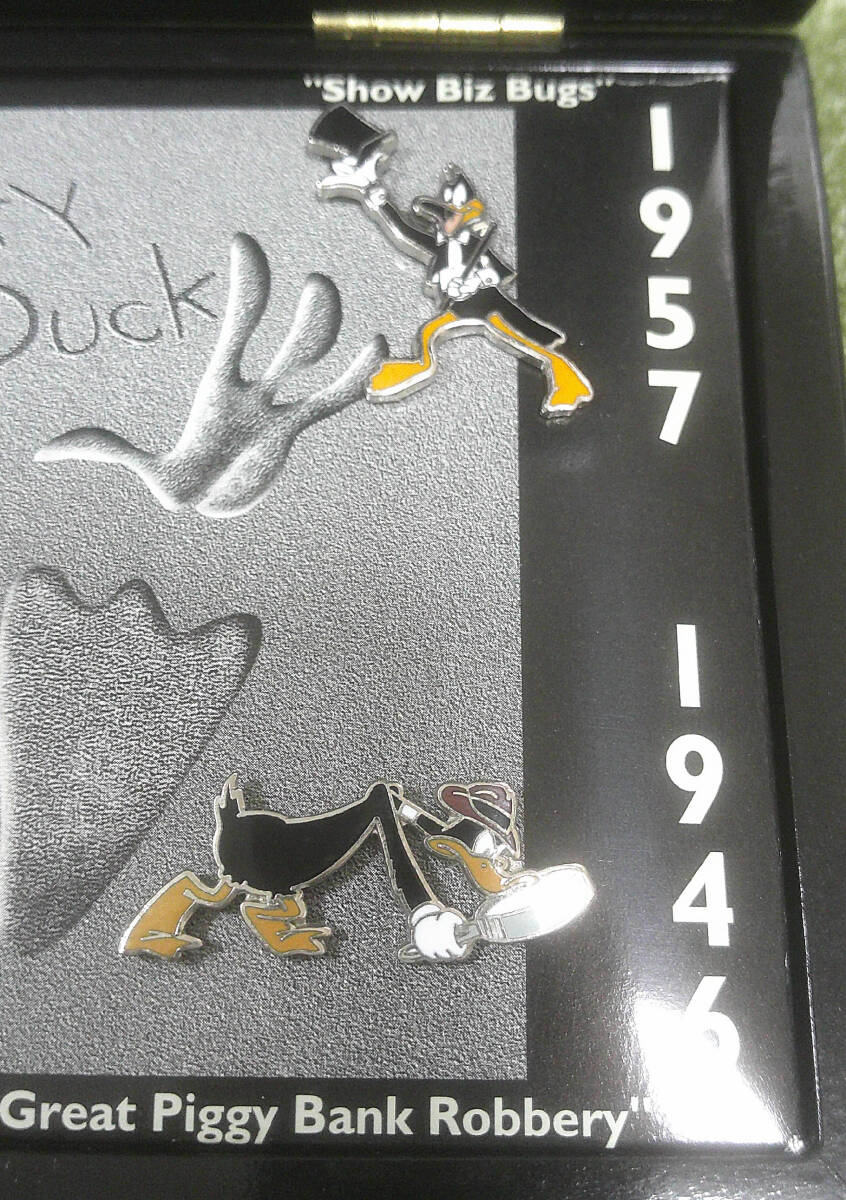 "Show Biz Bugs"
1957
Duck
1946
Great Piggy Bank Robbery"